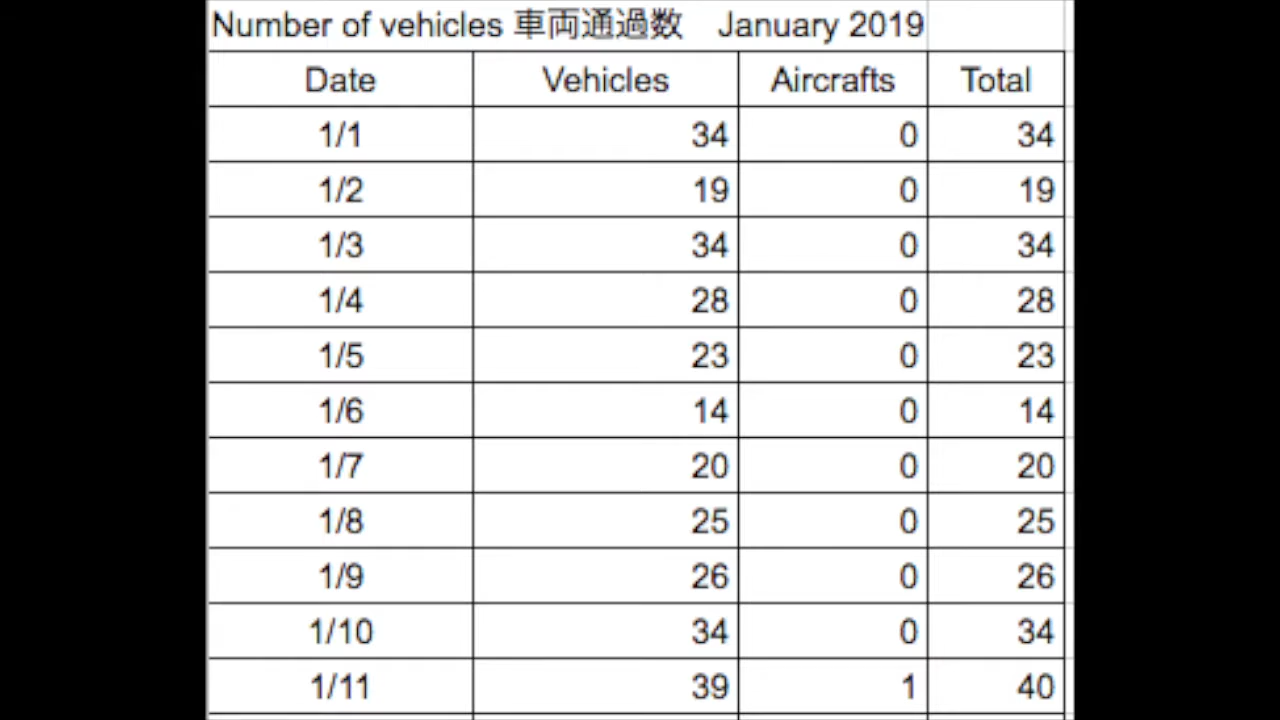 Number of vehicles 車両通過数 January 2019
Date Vehicles Aircrafts Total
1/1 34 0 34
1/2 19 0 19
1/3 34 0 34
1/4 28 0 28
1/5 23 0 23
1/6 14 0 14
1/7 20 0 20
1/8 25 0 25
1/9 26 0 26
1/10 34 0 34
1/11 39 1 40